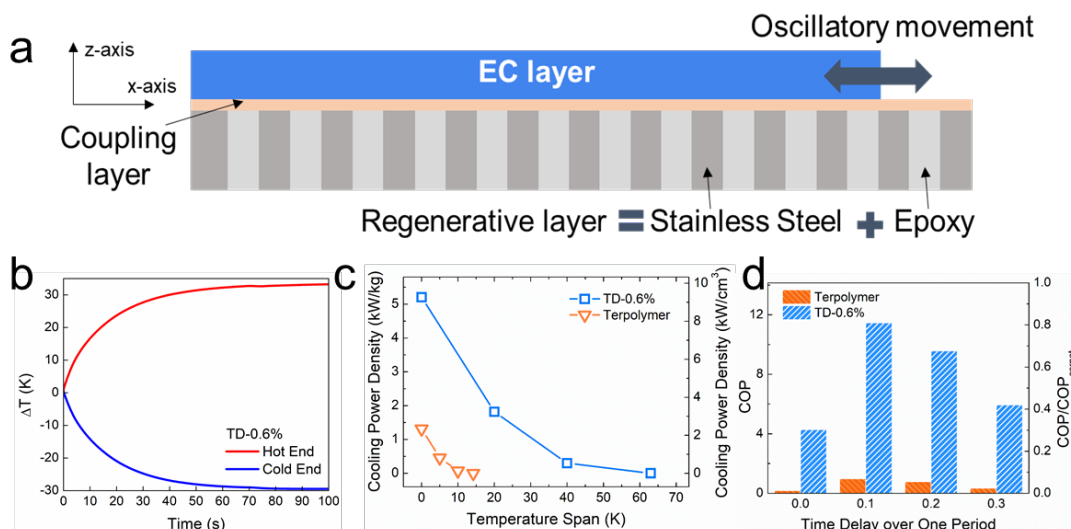 a
z-axis
x-axis
EC layer
Oscillatory movement
Coupling layer
Regenerative layer = Stainless Steel + Epoxy
b
ΔT (K)
30
20
10
0
-10
-20
-30
0 10 20 30 40 50 60 70 80 90 100
Time (s)
TD-0.6%
Hot End
Cold End
c
Cooling Power Density (kW/kg)
5
4
3
2
1
0
0 10 20 30 40 50 60 70
Temperature Span (K)
TD-0.6%
Terpolymer
10
8
6
4
2
0
×10³
Cooling Power Density (kW/cm³)
d
Terpolymer
TD-0.6%
COP
12
8
4
0
0.0 0.1 0.2 0.3
Time Delay over One Period
1.0
0.8
0.6
0.4
0.2
0.0